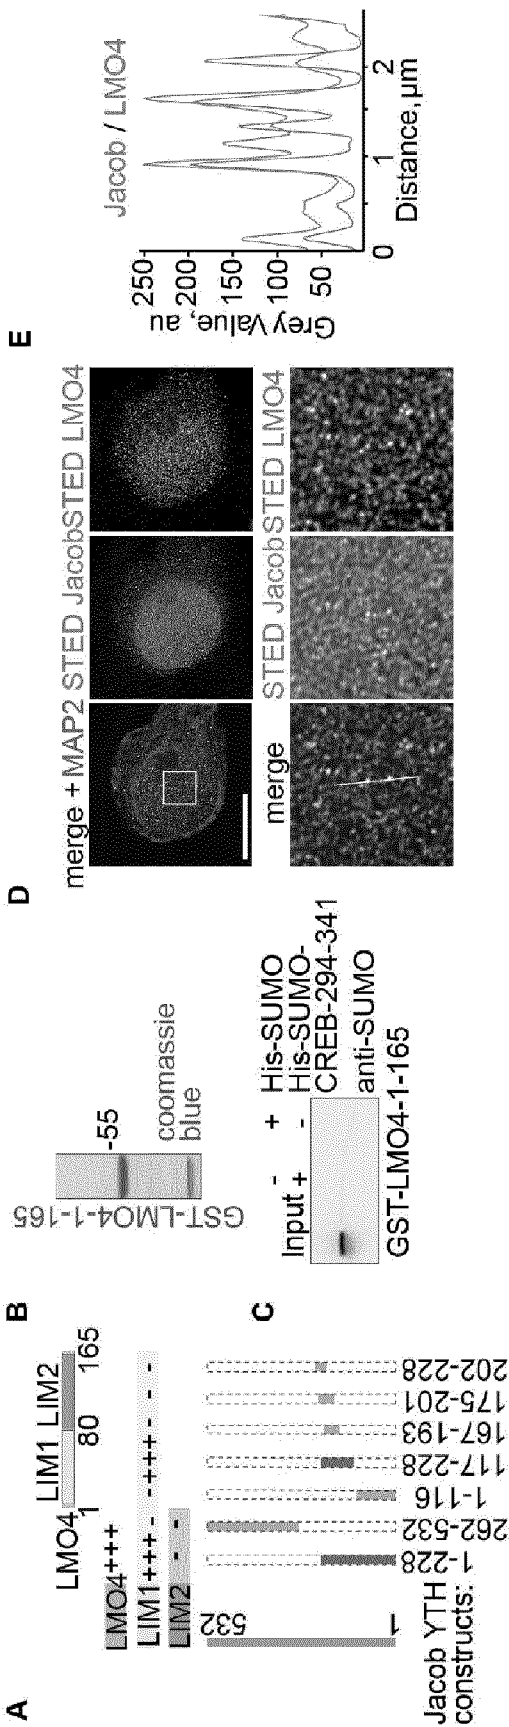 A
LMO4
LIM1 LIM2
1 80 165
LMO4+++
LIM1+++ - +++ - - -
LIM2 - -
532
1
Jacob YTH constructs:
1-228
262-532
1-116
117-228
167-193
175-201
202-228
B
GST-LMO4-1-165
-55
coomassie
blue
C
Input - + His-SUMO
+ - His-SUMO-
CREB-294-341
anti-SUMO
GST-LMO4-1-165
D
merge + MAP2 STED Jacob STED LMO4
merge STED Jacob STED LMO4
E
Jacob / LMO4
Grey Value, au
250
200
150
100
50
0 1 2
Distance, µm